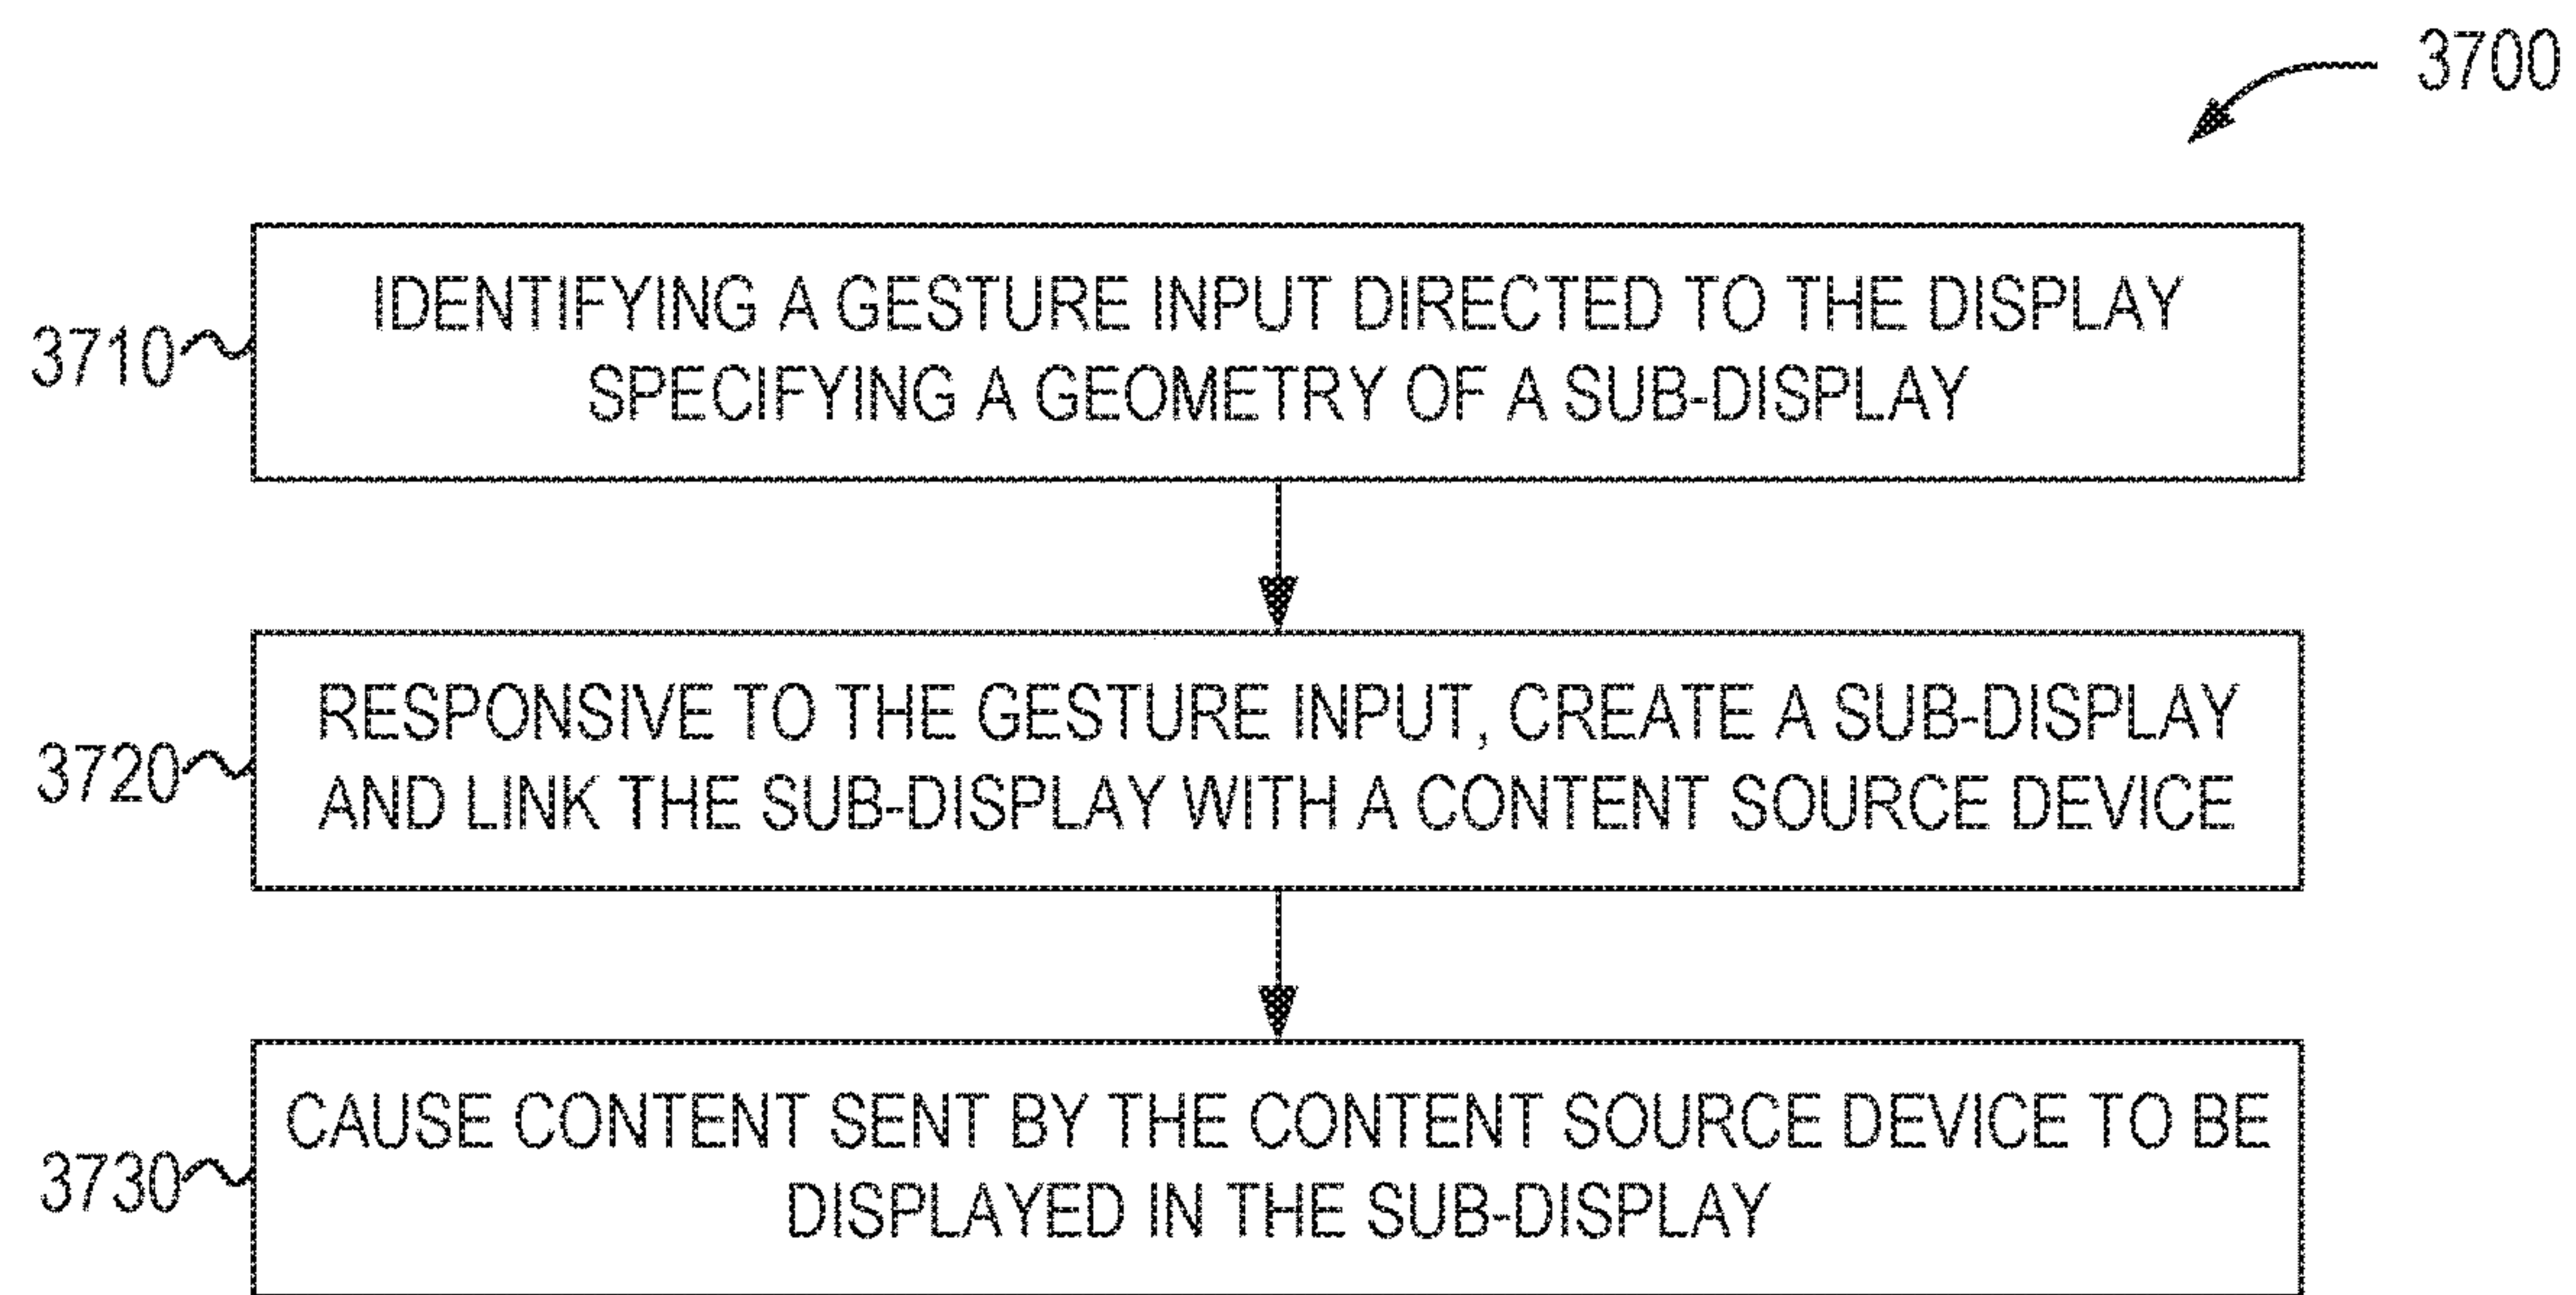 3700
IDENTIFYING A GESTURE INPUT DIRECTED TO THE DISPLAY
SPECIFYING A GEOMETRY OF A SUB-DISPLAY
3710
RESPONSIVE TO THE GESTURE INPUT, CREATE A SUB-DISPLAY
AND LINK THE SUB-DISPLAY WITH A CONTENT SOURCE DEVICE
3720
CAUSE CONTENT SENT BY THE CONTENT SOURCE DEVICE TO BE
DISPLAYED IN THE SUB-DISPLAY
3730